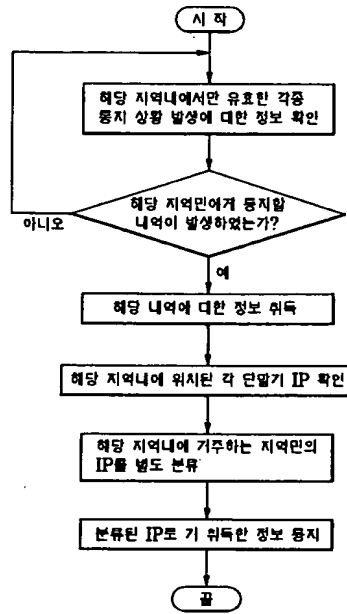 시 작
해당 지역내에서만 유효한 각종
통지 상황 발생에 대한 정보 확인
해당 지역민에게 통지할
내역이 발생하였는가?
아니오
예
해당 내역에 대한 정보 취득
해당 지역내에 위치된 각 단말기 IP 확인
해당 지역내에 거주하는 지역민의
IP를 별도 분류
분류된 IP로 기 취득한 정보 통지
끝